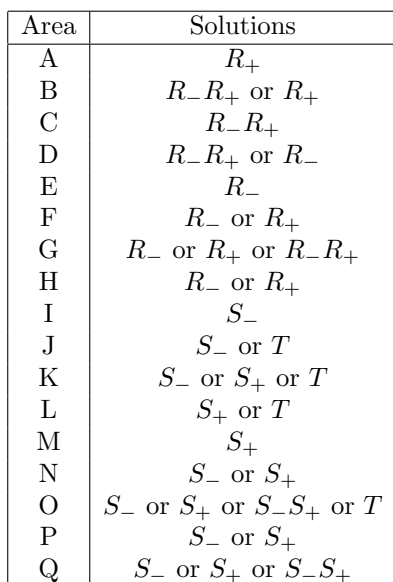 Area Solutions
A R₊
B R₋R₊ or R₊
C R₋R₊
D R₋R₊ or R₋
E R₋
F R₋ or R₊
G R₋ or R₊ or R₋R₊
H R₋ or R₊
I S₋
J S₋ or T
K S₋ or S₊ or T
L S₊ or T
M S₊
N S₋ or S₊
O S₋ or S₊ or S₋S₊ or T
P S₋ or S₊
Q S₋ or S₊ or S₋S₊